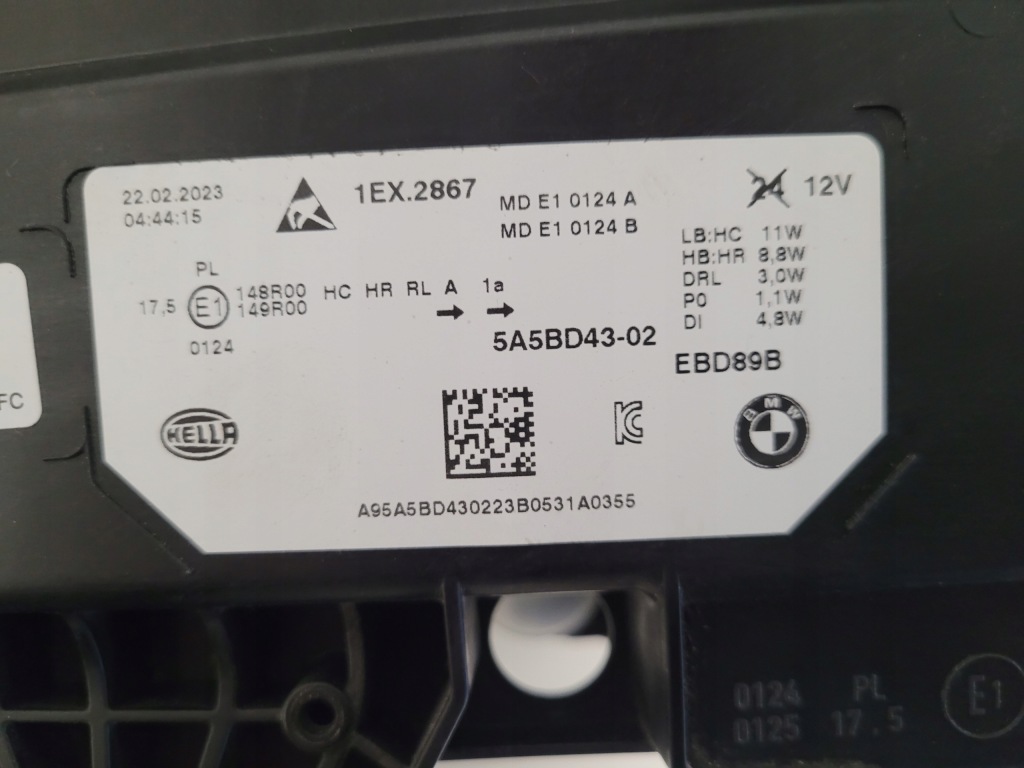 22.02.2023
04:44:15
1EX.2867
MD E1 0124 A
MD E1 0124 B
24 12V
LB:HC 11W
HB:HR 8,8W
DRL 3,0W
PO 1,1W
DI 4,8W
PL
17,5 E1 148R00 HC HR RL A 1a
149R00
0124
5A5BD43-02
EBD89B
HELLA
BMW
A95A5BD430223B0531A0355
FC
0124 PL
0125 17.5
E1